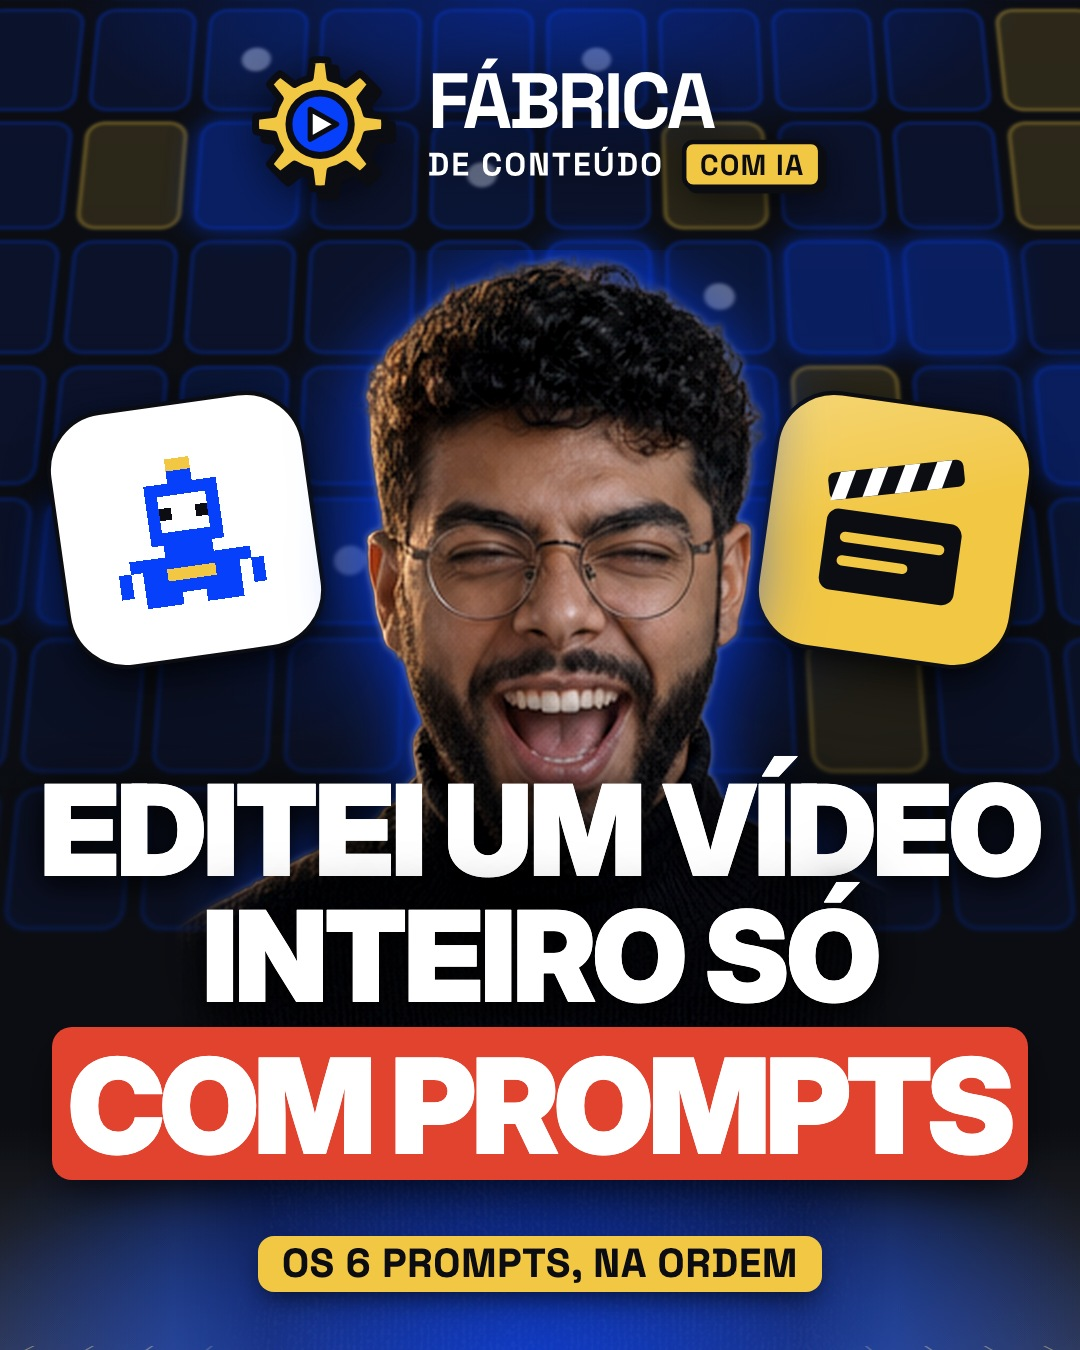 FÁBRICA
DE CONTEÚDO COM IA
EDITEI UM VÍDEO
INTEIRO SÓ
COM PROMPTS
OS 6 PROMPTS, NA ORDEM